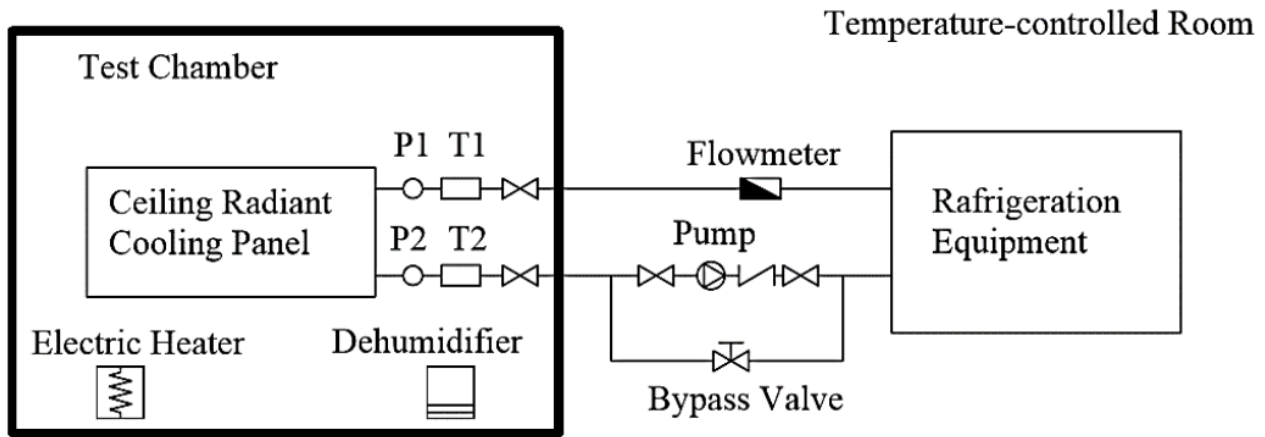 Temperature-controlled Room
Test Chamber
P1 T1
Flowmeter
Ceiling Radiant
Cooling Panel
Rafrigeration
Equipment
P2 T2
Pump
Electric Heater
Dehumidifier
Bypass Valve